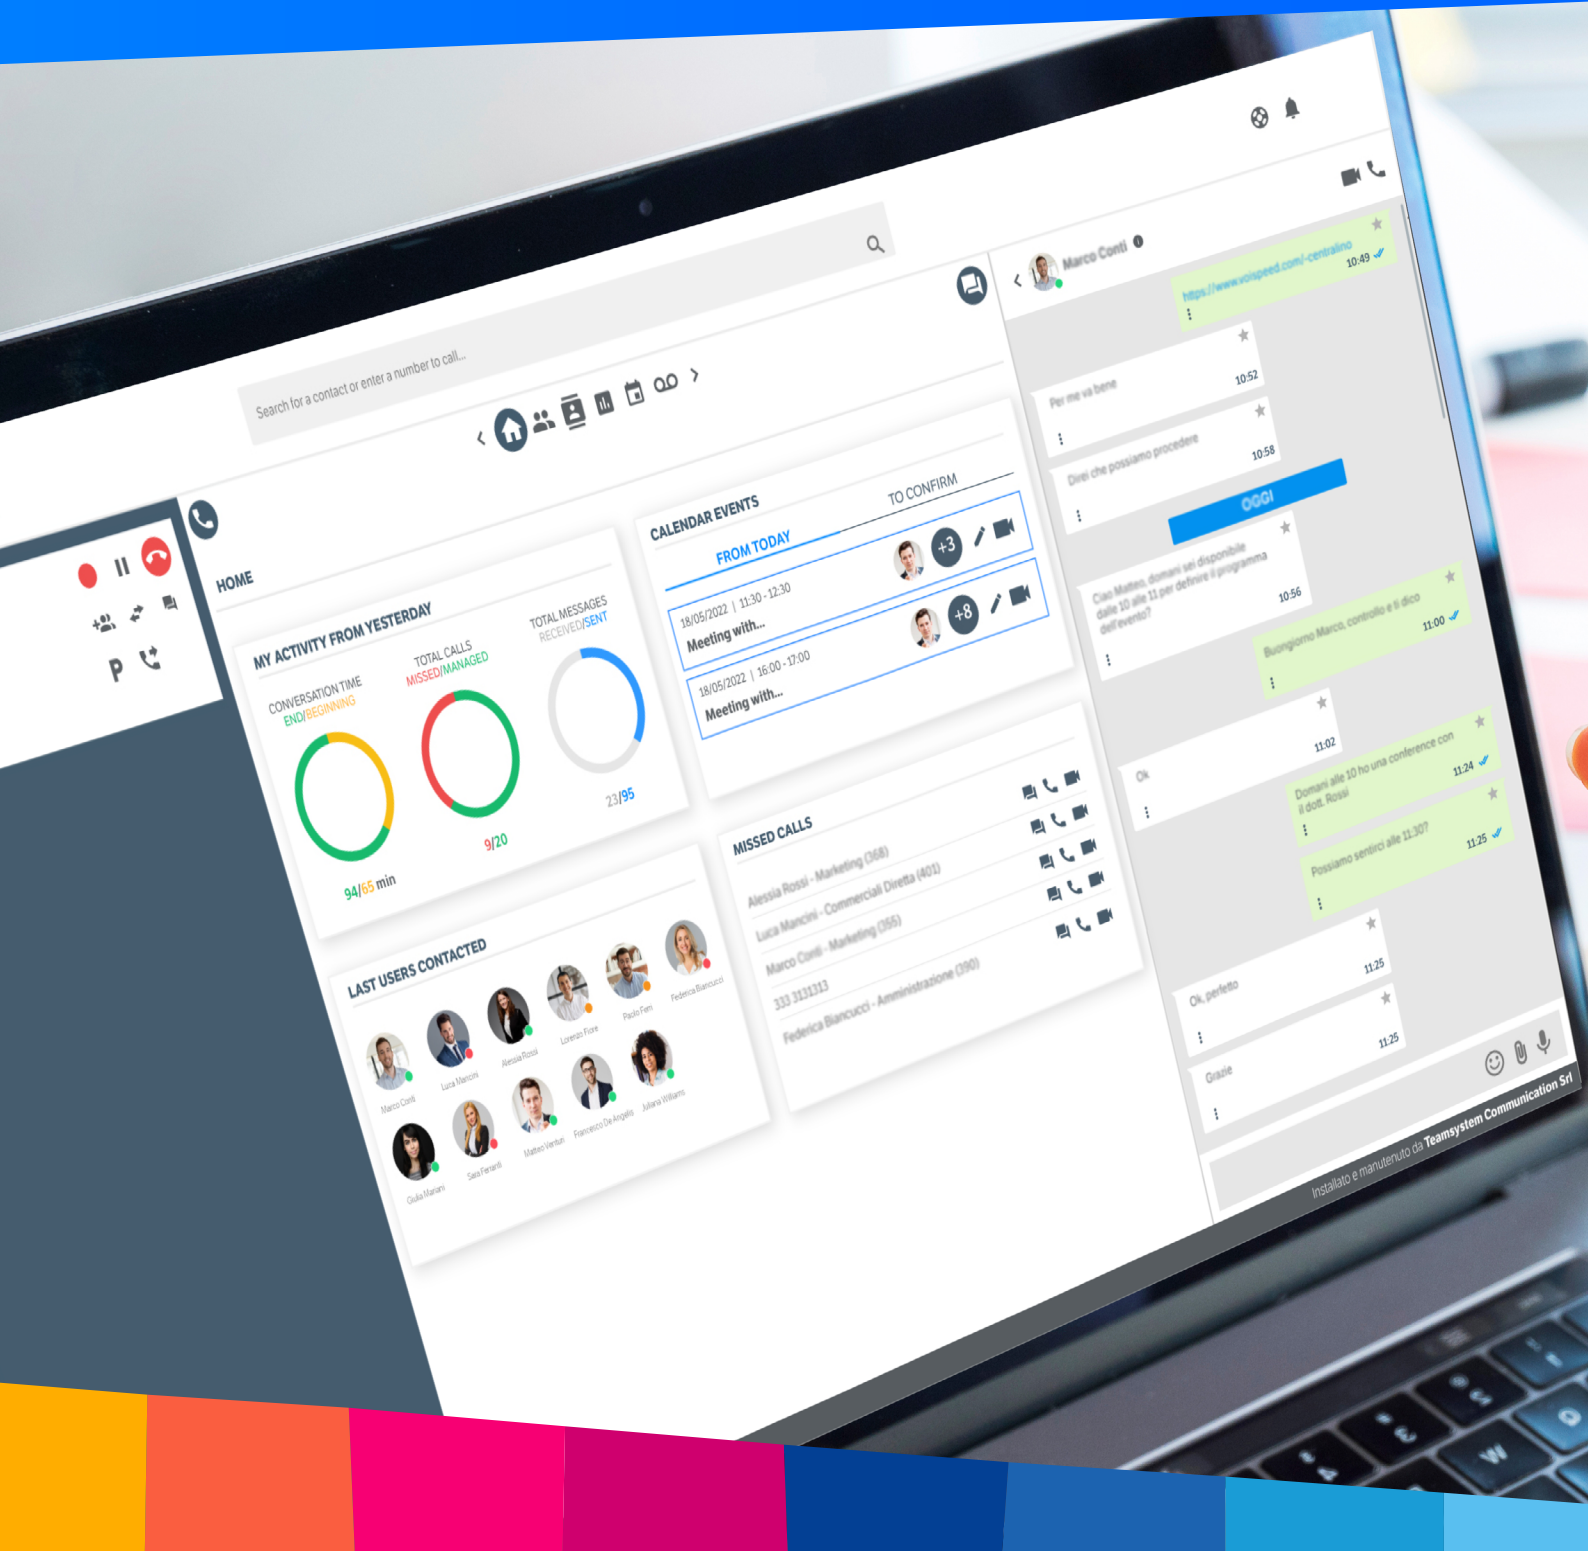 Search for a contact or enter a number to call...
HOME
MY ACTIVITY FROM YESTERDAY
CONVERSATION TIME
END/BEGINNING
94/65 min
TOTAL CALLS
MISSED/MANAGED
9/20
TOTAL MESSAGES
RECEIVED/SENT
23/95
CALENDAR EVENTS
FROM TODAY
TO CONFIRM
18/05/2022 | 11:30 - 12:30
Meeting with...
+3
18/05/2022 | 16:00 - 17:00
Meeting with...
+8
LAST USERS CONTACTED
Marco Conti
Luca Mancini
Alessia Rossi
Lorenzo Fiore
Paolo Ferri
Federica Biancucci
Giulia Mariani
Sara Ferranti
Matteo Venturi
Francesco De Angelis
Juliana Williams
MISSED CALLS
Alessia Rossi - Marketing (368)
Luca Mancini - Commerciali Diretta (401)
Marco Conti - Marketing (355)
333 3131313
Federica Biancucci - Amministrazione (390)
P
Marco Conti
https://www.voispeed.com/-centralino
10:49
Per me va bene
10:52
Direi che possiamo procedere
10:58
OGGI
Ciao Matteo, domani sei disponibile
dalle 10 alle 11 per definire il programma
dell'evento?
10:56
Buongiorno Marco, controllo e ti dico
11:00
Ok
11:02
Domani alle 10 ho una conference con
il dott. Rossi
11:24
Possiamo sentirci alle 11:30?
11:25
Ok, perfetto
11:25
Grazie
11:25
Installato e manutenuto da Teamsystem Communication Srl
W